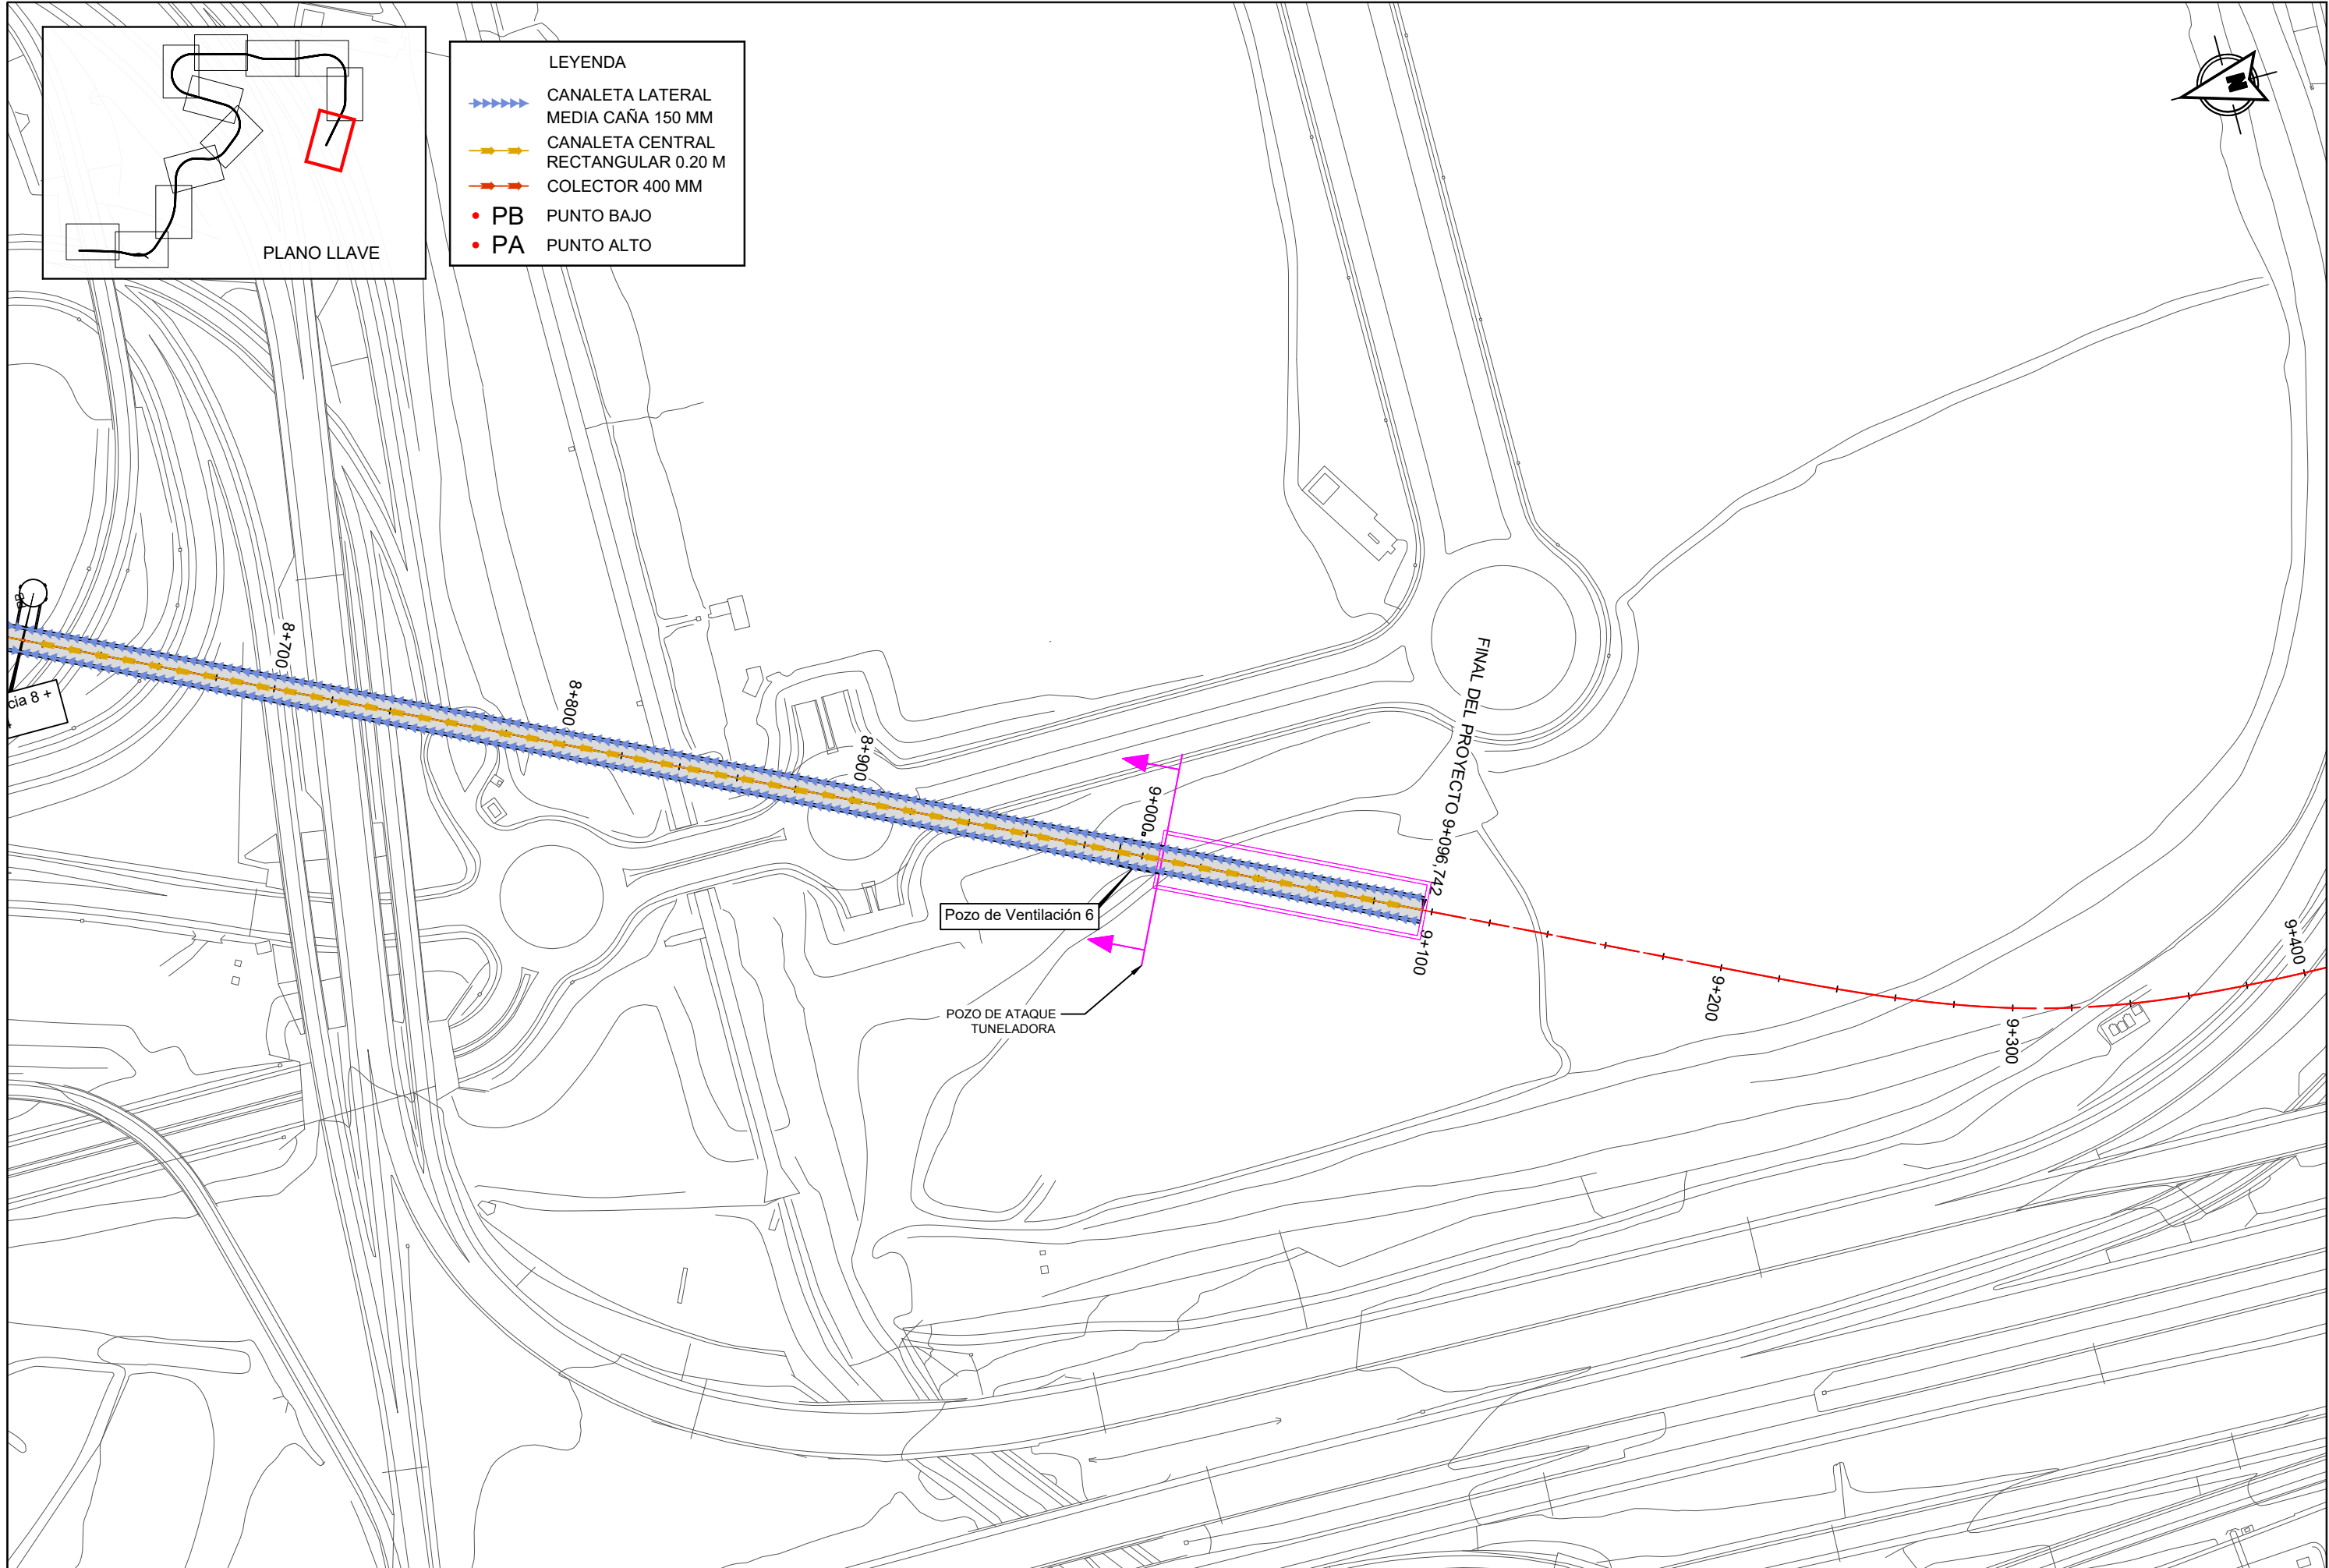 PLANO LLAVE
LEYENDA
CANALETA LATERAL
MEDIA CAÑA 150 MM
CANALETA CENTRAL
RECTANGULAR 0.20 M
COLECTOR 400 MM
PB PUNTO BAJO
PA PUNTO ALTO
N
cia 8 +
8+700
8+800
8+900
9+000
FINAL DEL PROYECTO 9+096,742
9+100
9+200
9+300
9+400
Pozo de Ventilación 6
POZO DE ATAQUE
TUNELADORA